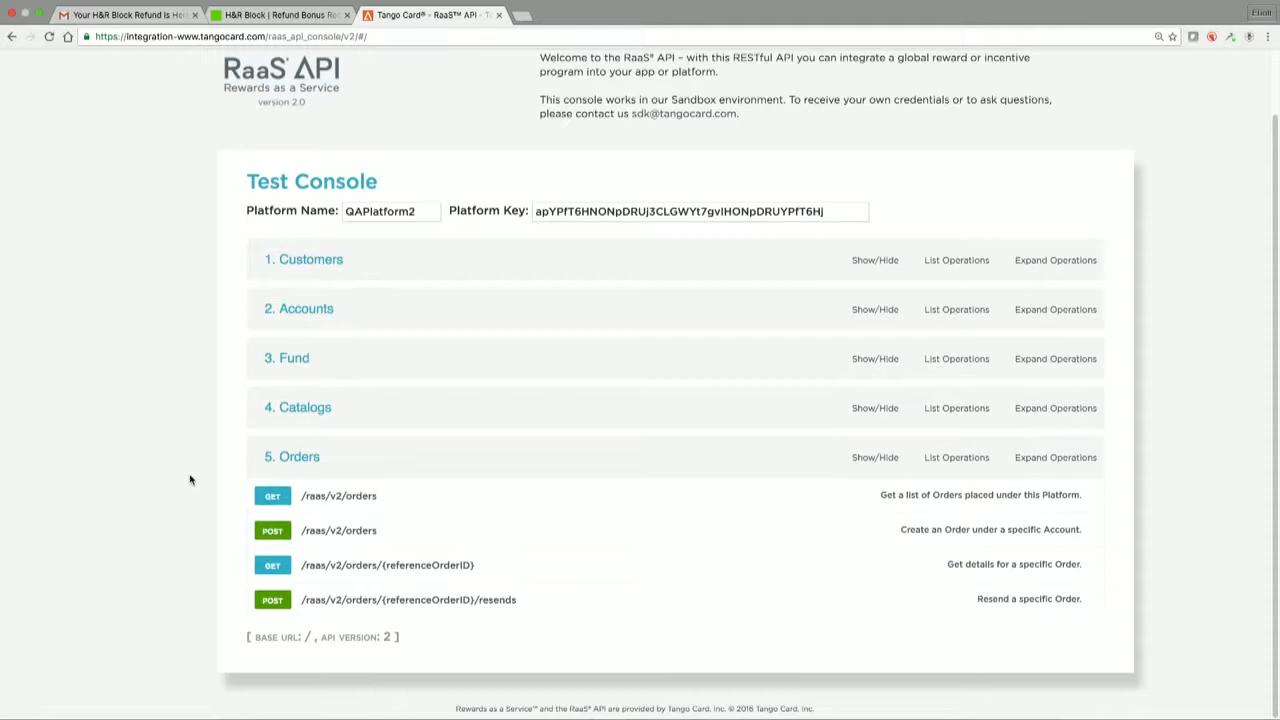 Your H&R Block Refund is He
H&R Block | Refund Bonus Re
Tango Card® - RaaS™ API - T
Elliott
https://integration-www.tangocard.com/raas_api_console/v2/#/
RaaS® API
Rewards as a Service
version 2.0
Welcome to the RaaS® API – with this RESTful API you can integrate a global reward or incentive
program into your app or platform.
This console works in our Sandbox environment. To receive your own credentials or to ask questions,
please contact us sdk@tangocard.com.
Test Console
Platform Name: QAPlatform2 Platform Key: apYPfT6HNONpDRUj3CLGWYt7gvIHONpDRUYPfT6Hj
1. Customers Show/Hide List Operations Expand Operations
2. Accounts Show/Hide List Operations Expand Operations
3. Fund Show/Hide List Operations Expand Operations
4. Catalogs Show/Hide List Operations Expand Operations
5. Orders Show/Hide List Operations Expand Operations
GET /raas/v2/orders Get a list of Orders placed under this Platform.
POST /raas/v2/orders Create an Order under a specific Account.
GET /raas/v2/orders/{referenceOrderID} Get details for a specific Order.
POST /raas/v2/orders/{referenceOrderID}/resends Resend a specific Order.
[ BASE URL: / , API VERSION: 2 ]
Rewards as a Service™ and the RaaS® API are provided by Tango Card, Inc. © 2016 Tango Card, Inc.